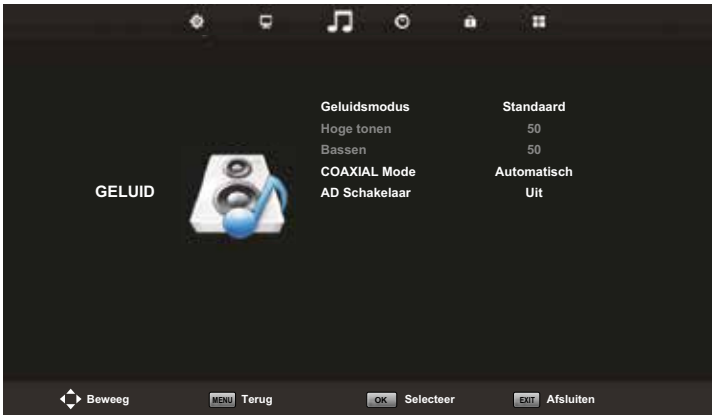 Geluidsmodus Standaard
Hoge tonen 50
Bassen 50
COAXIAL Mode Automatisch
AD Schakelaar Uit
GELUID
Beweeg MENU Terug OK Selecteer EXIT Afsluiten